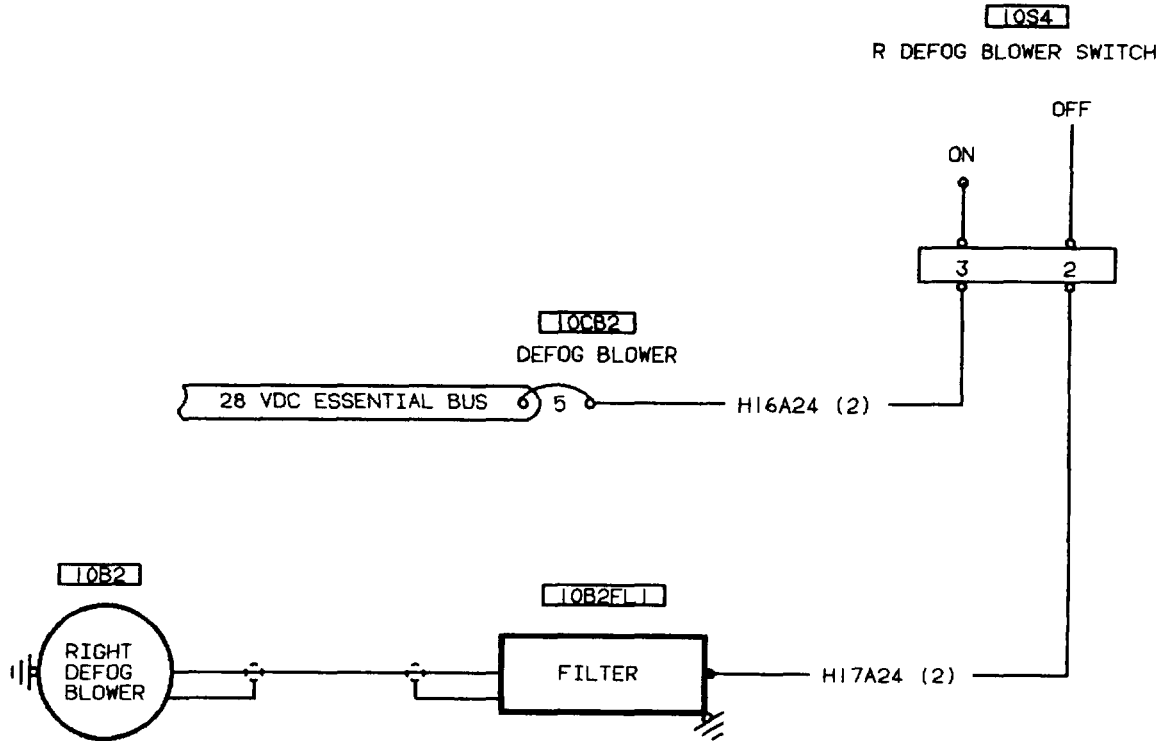 10S4
R DEFOG BLOWER SWITCH
OFF
ON
3 2
10CB2
DEFOG BLOWER
28 VDC ESSENTIAL BUS 5 H16A24 (2)
10B2
10B2FL1
RIGHT
DEFOG
BLOWER
FILTER
H17A24 (2)